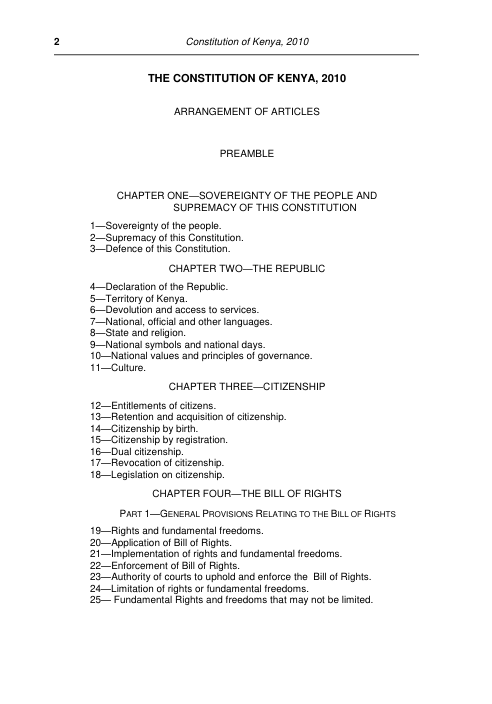 2 Constitution of Kenya, 2010
THE CONSTITUTION OF KENYA, 2010
ARRANGEMENT OF ARTICLES
PREAMBLE
CHAPTER ONE—SOVEREIGNTY OF THE PEOPLE AND
SUPREMACY OF THIS CONSTITUTION
1—Sovereignty of the people.
2—Supremacy of this Constitution.
3—Defence of this Constitution.
CHAPTER TWO—THE REPUBLIC
4—Declaration of the Republic.
5—Territory of Kenya.
6—Devolution and access to services.
7—National, official and other languages.
8—State and religion.
9—National symbols and national days.
10—National values and principles of governance.
11—Culture.
CHAPTER THREE—CITIZENSHIP
12—Entitlements of citizens.
13—Retention and acquisition of citizenship.
14—Citizenship by birth.
15—Citizenship by registration.
16—Dual citizenship.
17—Revocation of citizenship.
18—Legislation on citizenship.
CHAPTER FOUR—THE BILL OF RIGHTS
PART 1—GENERAL PROVISIONS RELATING TO THE BILL OF RIGHTS
19—Rights and fundamental freedoms.
20—Application of Bill of Rights.
21—Implementation of rights and fundamental freedoms.
22—Enforcement of Bill of Rights.
23—Authority of courts to uphold and enforce the  Bill of Rights.
24—Limitation of rights or fundamental freedoms.
25— Fundamental Rights and freedoms that may not be limited.